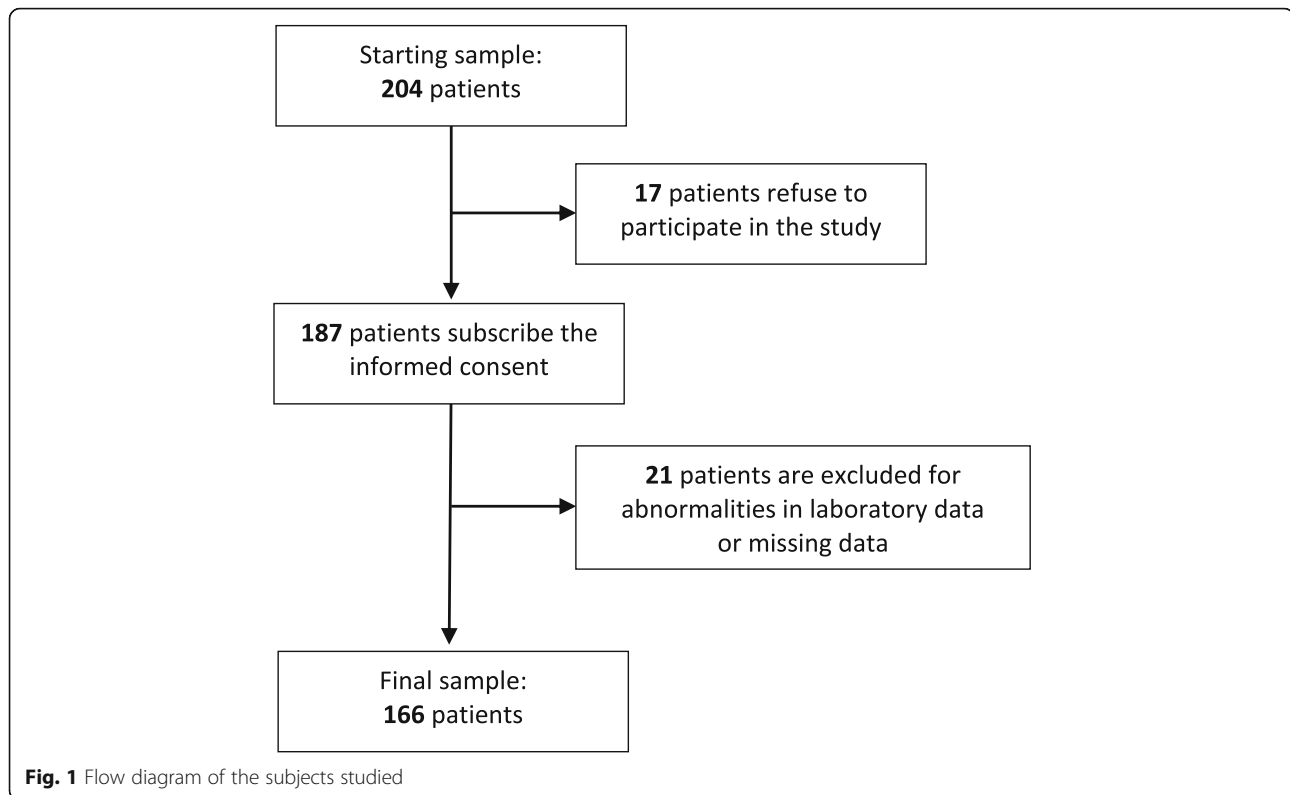 Starting sample:
204 patients
17 patients refuse to
participate in the study
187 patients subscribe the
informed consent
21 patients are excluded for
abnormalities in laboratory data
or missing data
Final sample:
166 patients
Fig. 1 Flow diagram of the subjects studied